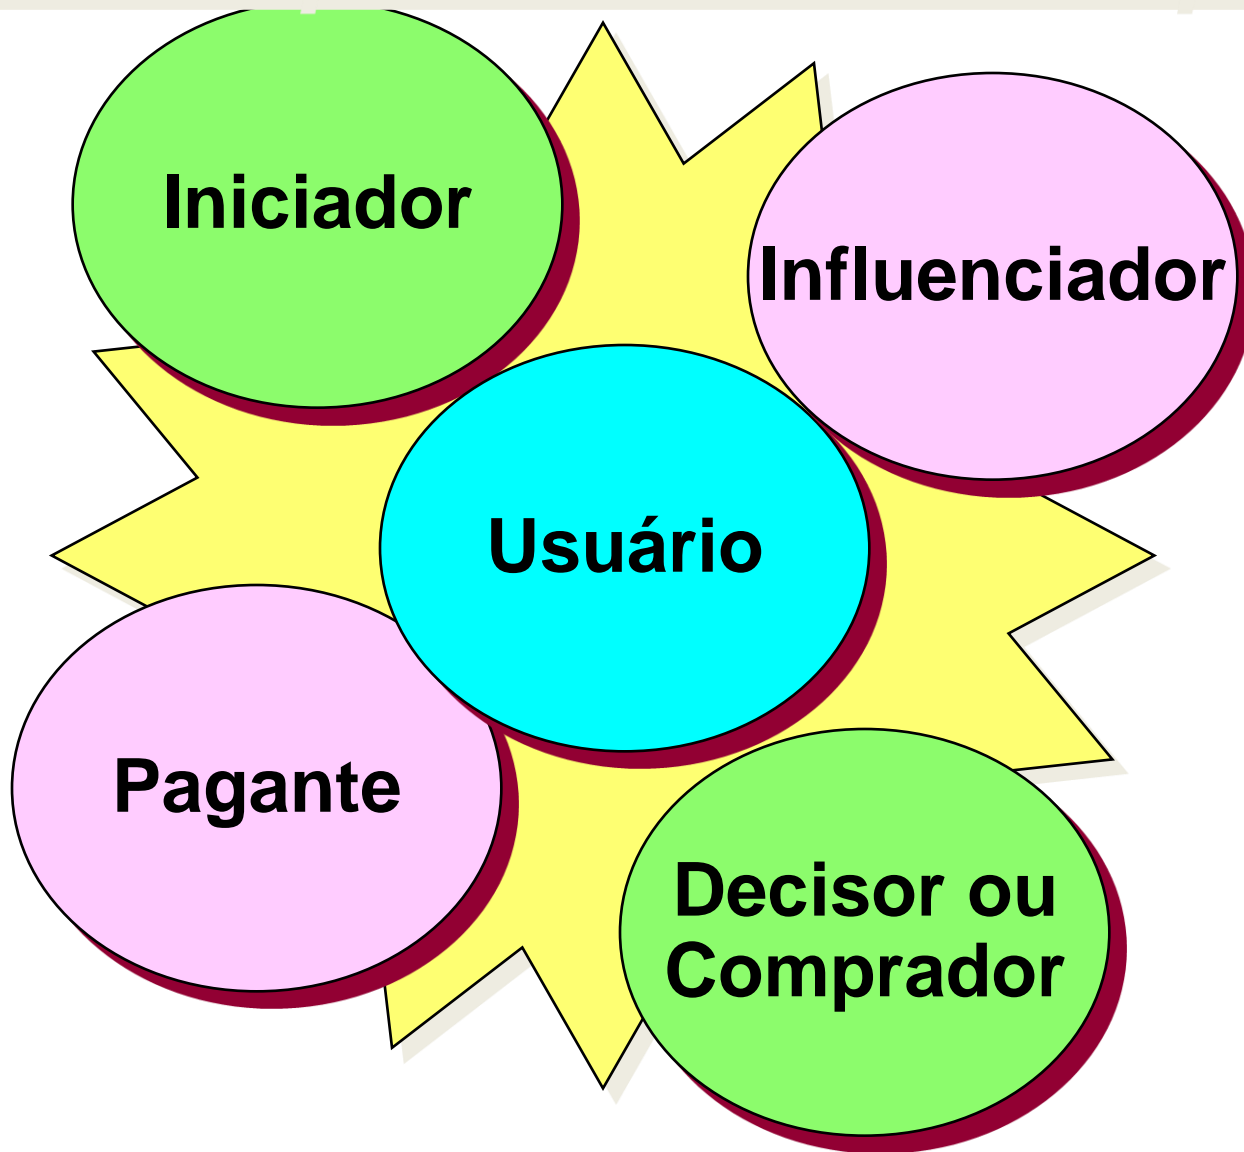 Iniciador
Influenciador
Usuário
Pagante
Decisor ou
Comprador